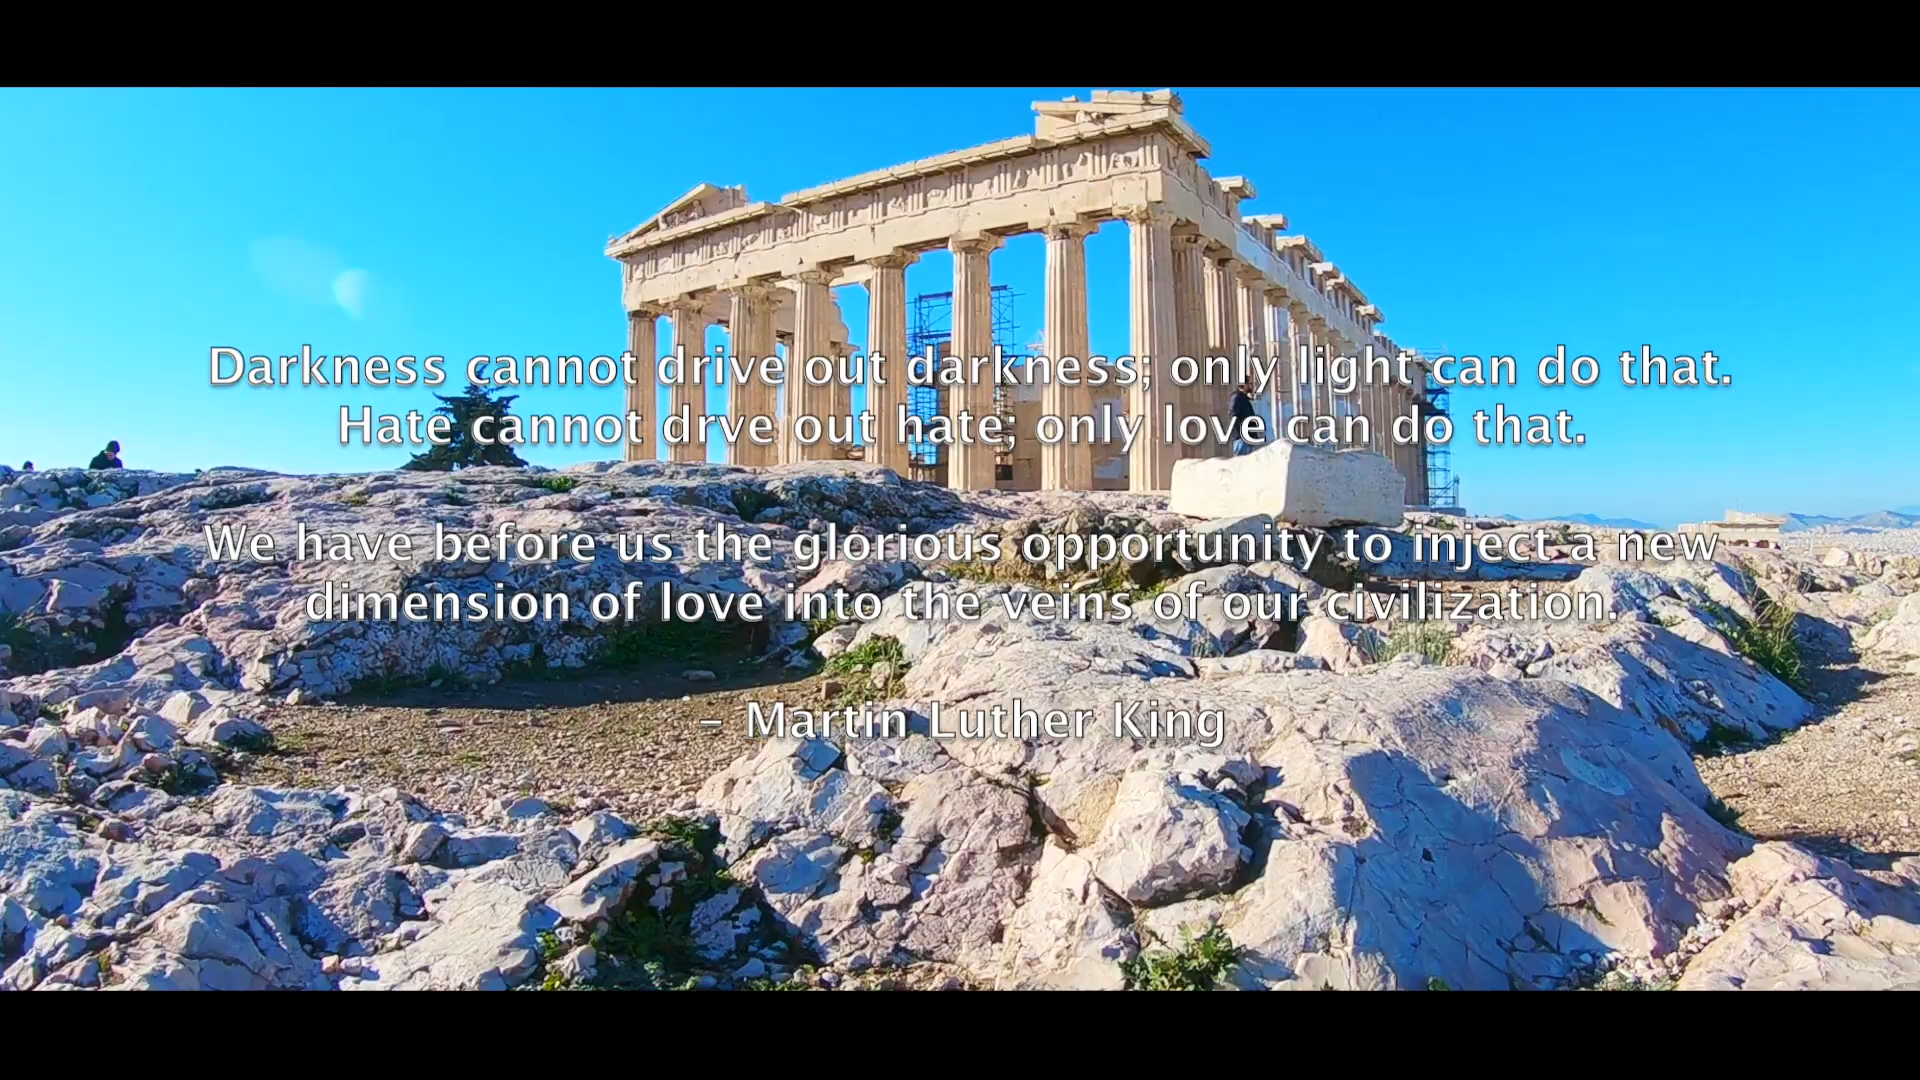 Darkness cannot drive out darkness; only light can do that.
Hate cannot drve out hate; only love can do that.
We have before us the glorious opportunity to inject a new
dimension of love into the veins of our civilization.
- Martin Luther King